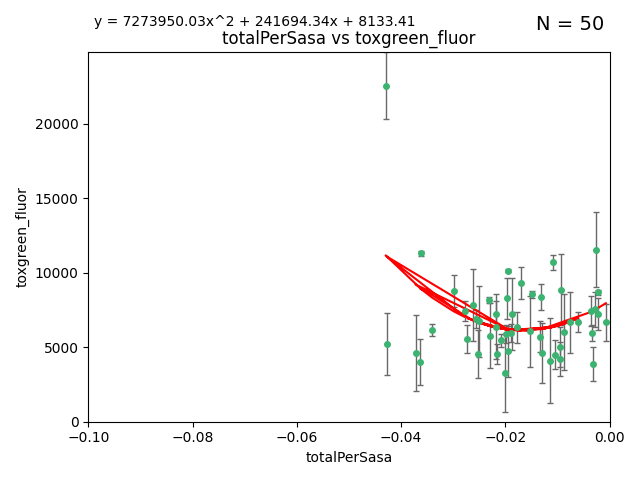 y = 7273950.03x^2 + 241694.34x + 8133.41
N = 50
totalPerSasa vs toxgreen_fluor
toxgreen_fluor
20000
15000
10000
5000
0
−0.10
−0.08
−0.06
−0.04
−0.02
0.00
totalPerSasa